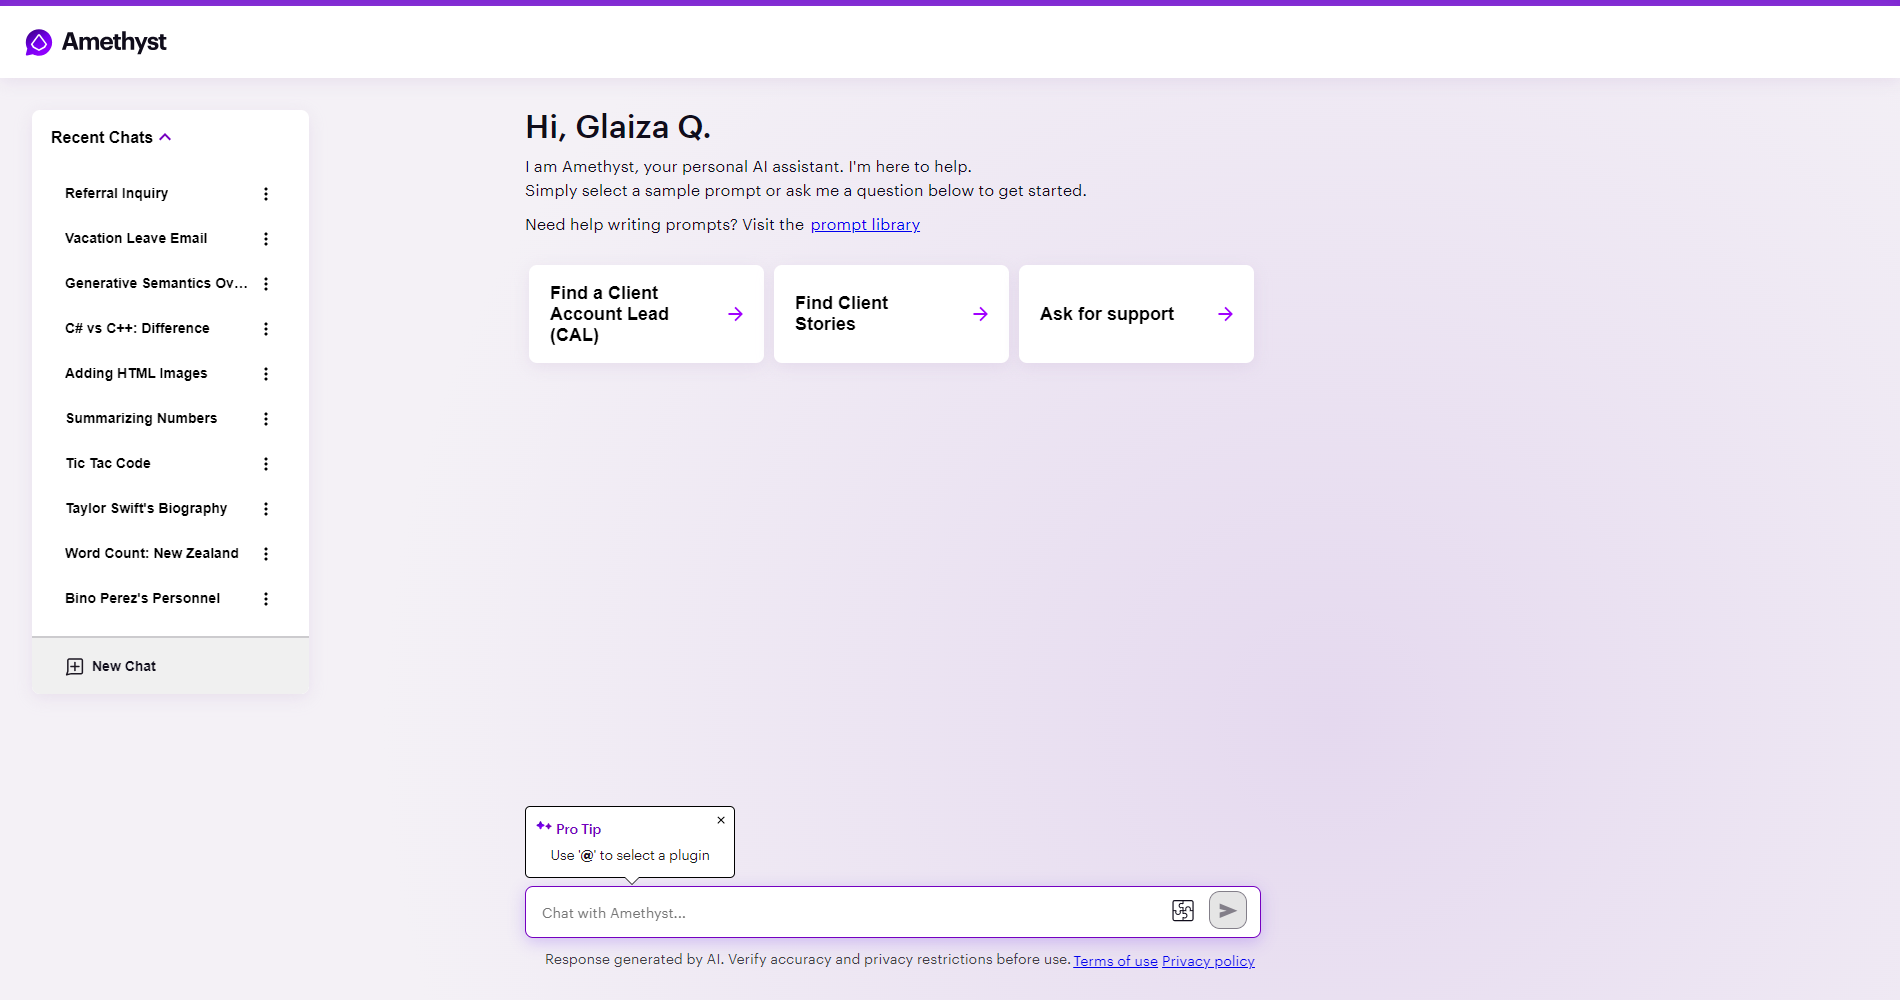 Amethyst
Recent Chats
Referral Inquiry
Vacation Leave Email
Generative Semantics Ov...
C# vs C++: Difference
Adding HTML Images
Summarizing Numbers
Tic Tac Code
Taylor Swift's Biography
Word Count: New Zealand
Bino Perez's Personnel
New Chat
Hi, Glaiza Q.
I am Amethyst, your personal AI assistant. I'm here to help.
Simply select a sample prompt or ask me a question below to get started.
Need help writing prompts? Visit the prompt library
Find a Client
Account Lead
(CAL)
Find Client
Stories
Ask for support
Pro Tip
Use '@' to select a plugin
Chat with Amethyst...
Response generated by AI. Verify accuracy and privacy restrictions before use. Terms of use Privacy policy